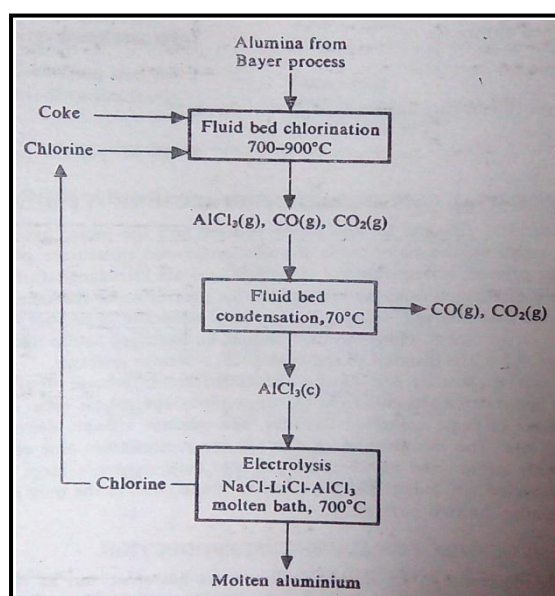 Alumina from
Bayer process
Coke
Chlorine
Fluid bed chlorination
700–900°C
AlCl₃(g), CO(g), CO₂(g)
Fluid bed
condensation, 70°C
CO(g), CO₂(g)
AlCl₃(c)
Electrolysis
NaCl-LiCl-AlCl₃
molten bath, 700°C
Chlorine
Molten aluminium